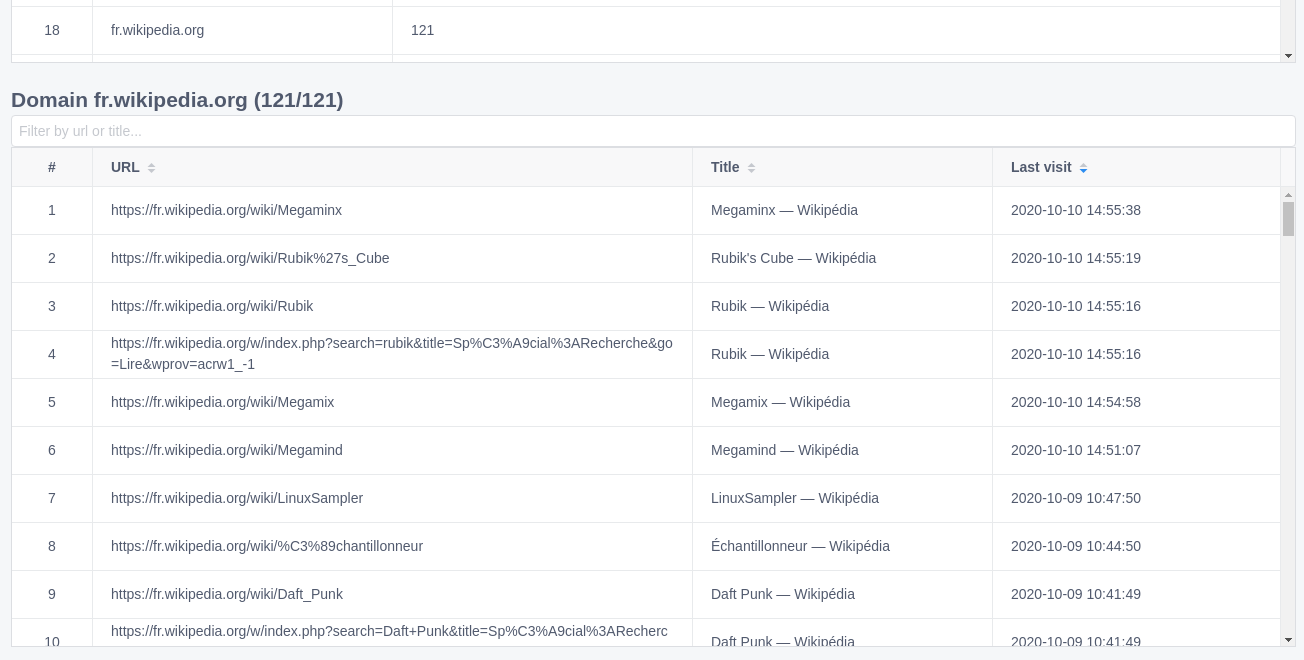 18 fr.wikipedia.org 121
Domain fr.wikipedia.org (121/121)
Filter by url or title...
# URL Title Last visit
1 https://fr.wikipedia.org/wiki/Megaminx Megaminx — Wikipédia 2020-10-10 14:55:38
2 https://fr.wikipedia.org/wiki/Rubik%27s_Cube Rubik's Cube — Wikipédia 2020-10-10 14:55:19
3 https://fr.wikipedia.org/wiki/Rubik Rubik — Wikipédia 2020-10-10 14:55:16
4 https://fr.wikipedia.org/w/index.php?search=rubik&title=Sp%C3%A9cial%3ARecherche&go Rubik — Wikipédia 2020-10-10 14:55:16
=Lire&wprov=acrw1_-1
5 https://fr.wikipedia.org/wiki/Megamix Megamix — Wikipédia 2020-10-10 14:54:58
6 https://fr.wikipedia.org/wiki/Megamind Megamind — Wikipédia 2020-10-10 14:51:07
7 https://fr.wikipedia.org/wiki/LinuxSampler LinuxSampler — Wikipédia 2020-10-09 10:47:50
8 https://fr.wikipedia.org/wiki/%C3%89chantillonneur Échantillonneur — Wikipédia 2020-10-09 10:44:50
9 https://fr.wikipedia.org/wiki/Daft_Punk Daft Punk — Wikipédia 2020-10-09 10:41:49
10 https://fr.wikipedia.org/w/index.php?search=Daft+Punk&title=Sp%C3%A9cial%3ARecherc Daft Punk — Wikipédia 2020-10-09 10:41:49